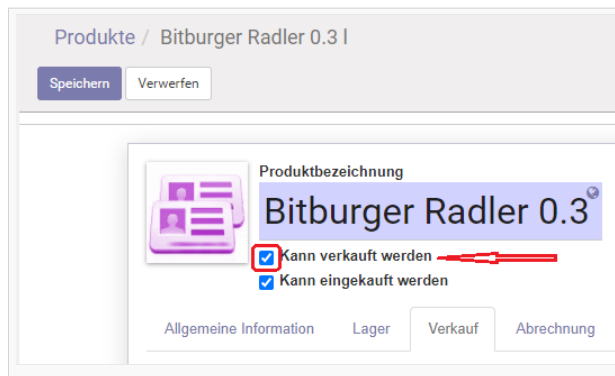 Produkte / Bitburger Radler 0.3 l
Speichern Verwerfen
Produktbezeichnung
Bitburger Radler 0.3
Kann verkauft werden
Kann eingekauft werden
Allgemeine Information Lager Verkauf Abrechnung